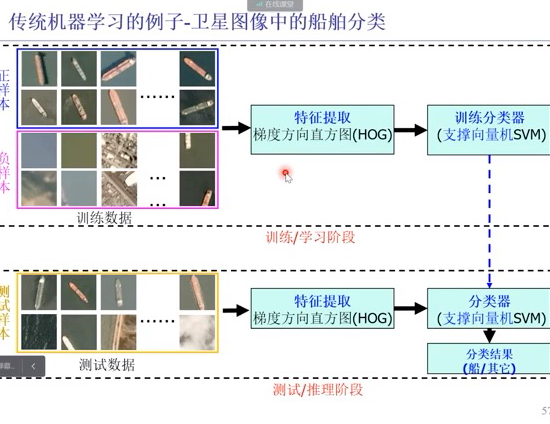 在线课堂
传统机器学习的例子-卫星图像中的船舶分类
正样本
......
特征提取
梯度方向直方图(HOG)
训练分类器
(支撑向量机SVM)
负样本
...
...
训练数据
训练/学习阶段
测试样本
......
特征提取
梯度方向直方图(HOG)
分类器
(支撑向量机SVM)
测试数据
分类结果
(船/其它)
测试/推理阶段
57